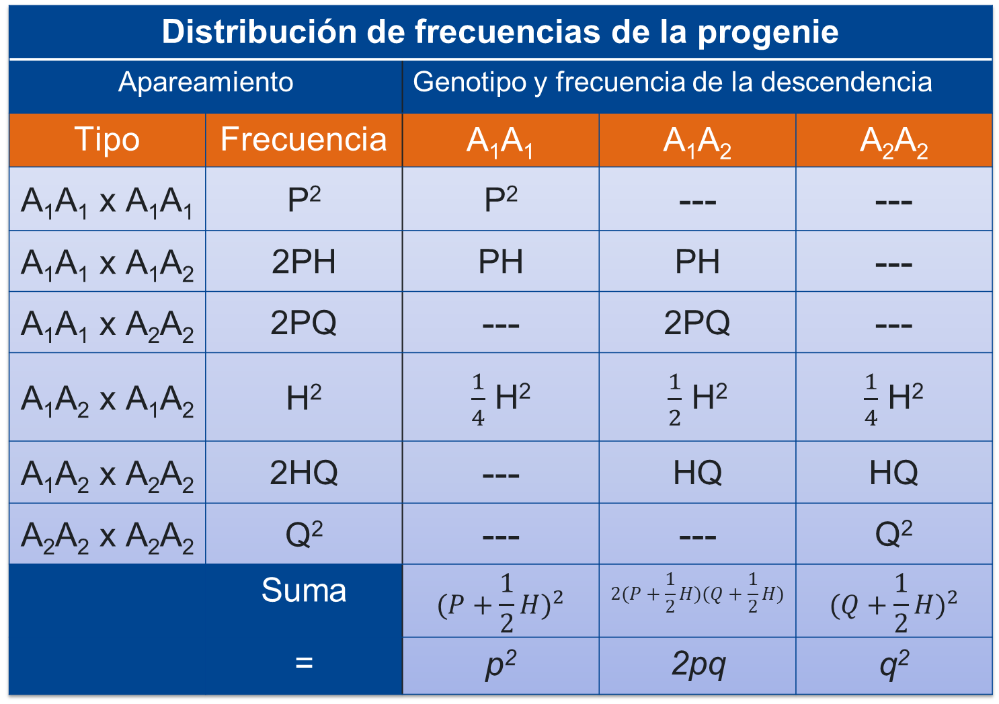 Distribución de frecuencias de la progenie
Apareamiento Genotipo y frecuencia de la descendencia
Tipo Frecuencia A₁A₁ A₁A₂ A₂A₂
A₁A₁ x A₁A₁ P² P² --- ---
A₁A₁ x A₁A₂ 2PH PH PH ---
A₁A₁ x A₂A₂ 2PQ --- 2PQ ---
A₁A₂ x A₁A₂ H² 1/4 H² 1/2 H² 1/4 H²
A₁A₂ x A₂A₂ 2HQ --- HQ HQ
A₂A₂ x A₂A₂ Q² --- --- Q²
Suma (P + 1/2 H)² 2(P + 1/2 H)(Q + 1/2 H) (Q + 1/2 H)²
= p² 2pq q²